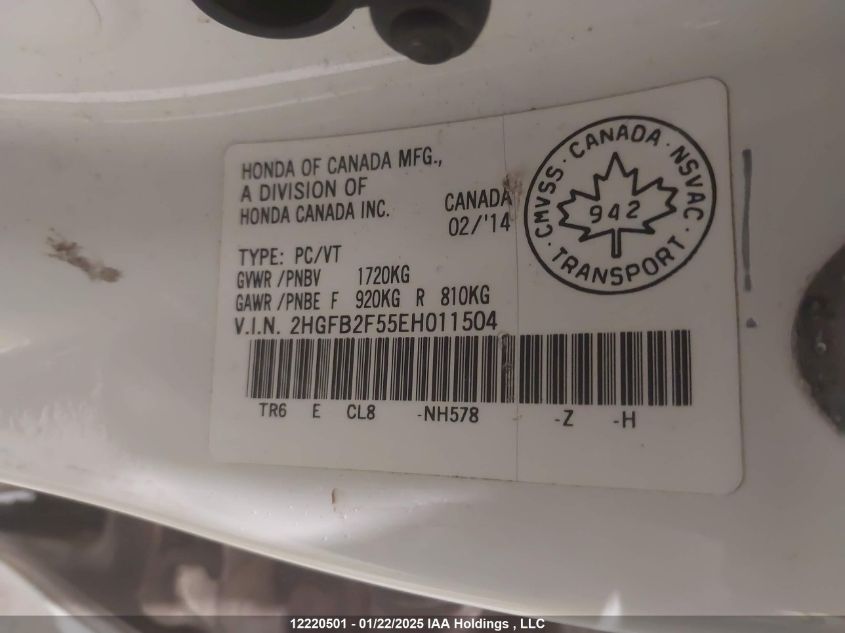 HONDA OF CANADA MFG.,
A DIVISION OF
HONDA CANADA INC.
CANADA
02/'14
TYPE: PC/VT
GVWR /PNBV 1720KG
GAWR /PNBE F 920KG R 810KG
V.I.N. 2HGFB2F55EH011504
TR6 E CL8 -NH578 -Z -H
CMVSS · CANADA · NSVAC · TRANSPORT ·
942
12220501 - 01/22/2025 IAA Holdings , LLC